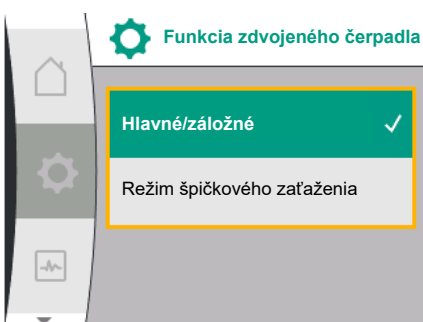 Funkcia zdvojeného čerpadla
Hlavné/záložné
Režim špičkového zaťaženia